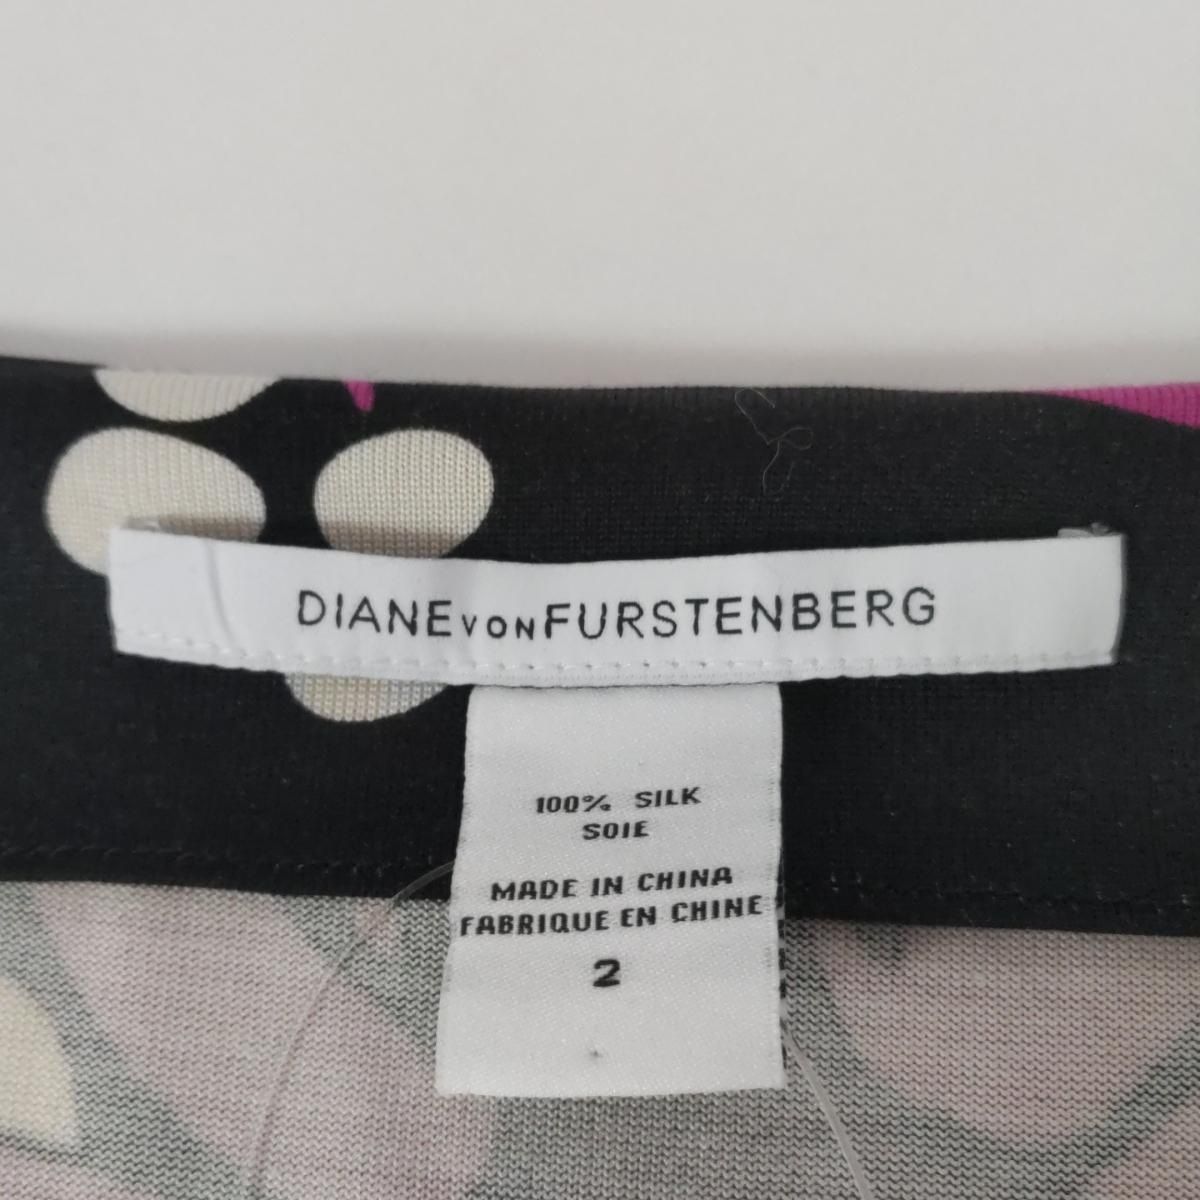 DIANE VON FURSTENBERG
100% SILK
SOIE
MADE IN CHINA
FABRIQUE EN CHINE
2